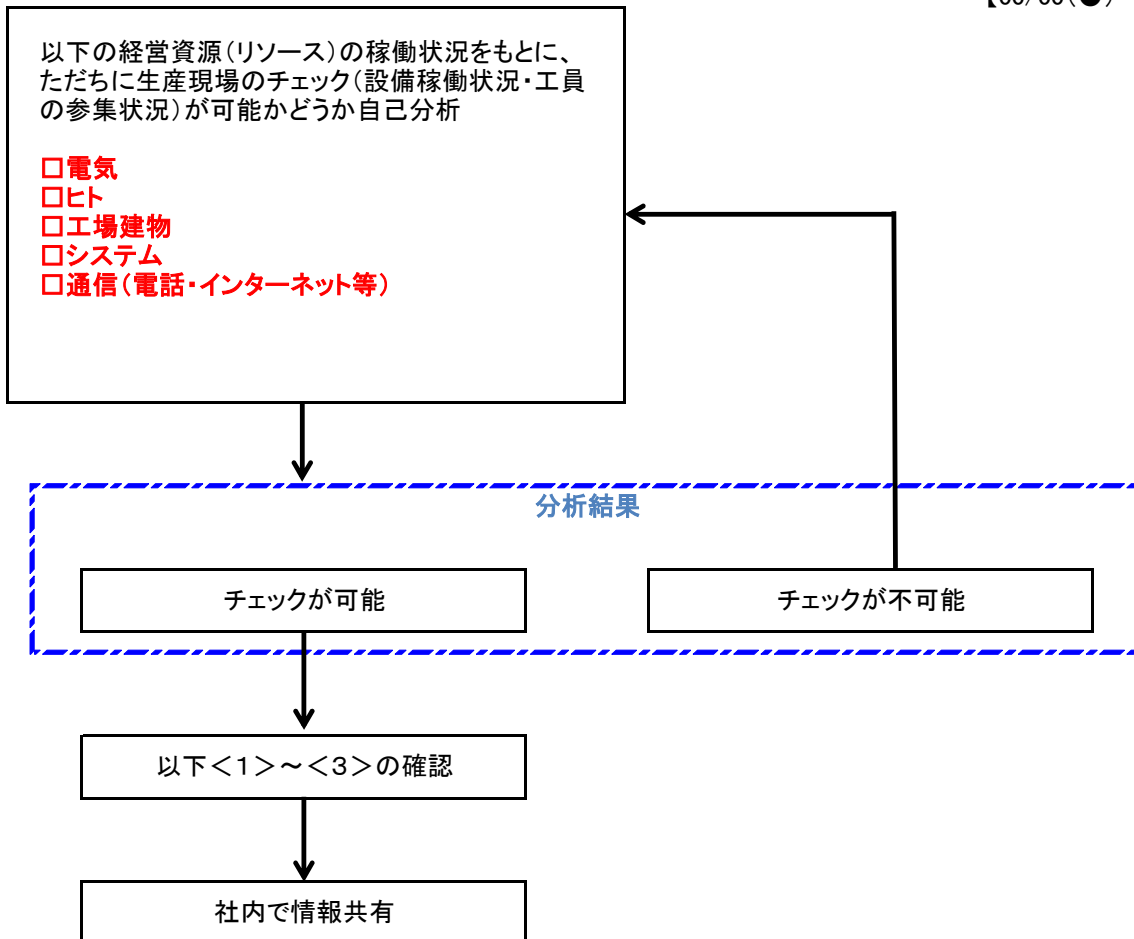 以下の経営資源(リソース)の稼働状況をもとに、
ただちに生産現場のチェック(設備稼働状況・工員
の参集状況)が可能かどうか自己分析
□電気
□ヒト
□工場建物
□システム
□通信(電話・インターネット等)
分析結果
チェックが可能
チェックが不可能
以下<1>~<3>の確認
社内で情報共有